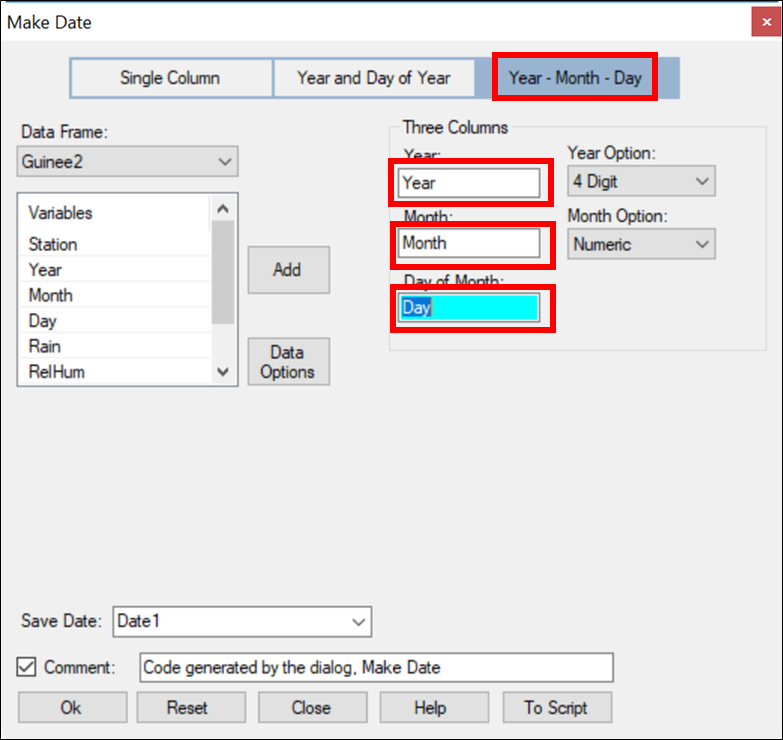 Make Date
Single Column
Year and Day of Year
Year - Month - Day
Data Frame:
Guinee2
Variables
Station
Year
Month
Day
Rain
RelHum
Add
Data
Options
Three Columns
Year:
Year
Year Option:
4 Digit
Month:
Month
Month Option:
Numeric
Day of Month:
Day
Save Date:
Date1
Comment:
Code generated by the dialog, Make Date
Ok
Reset
Close
Help
To Script